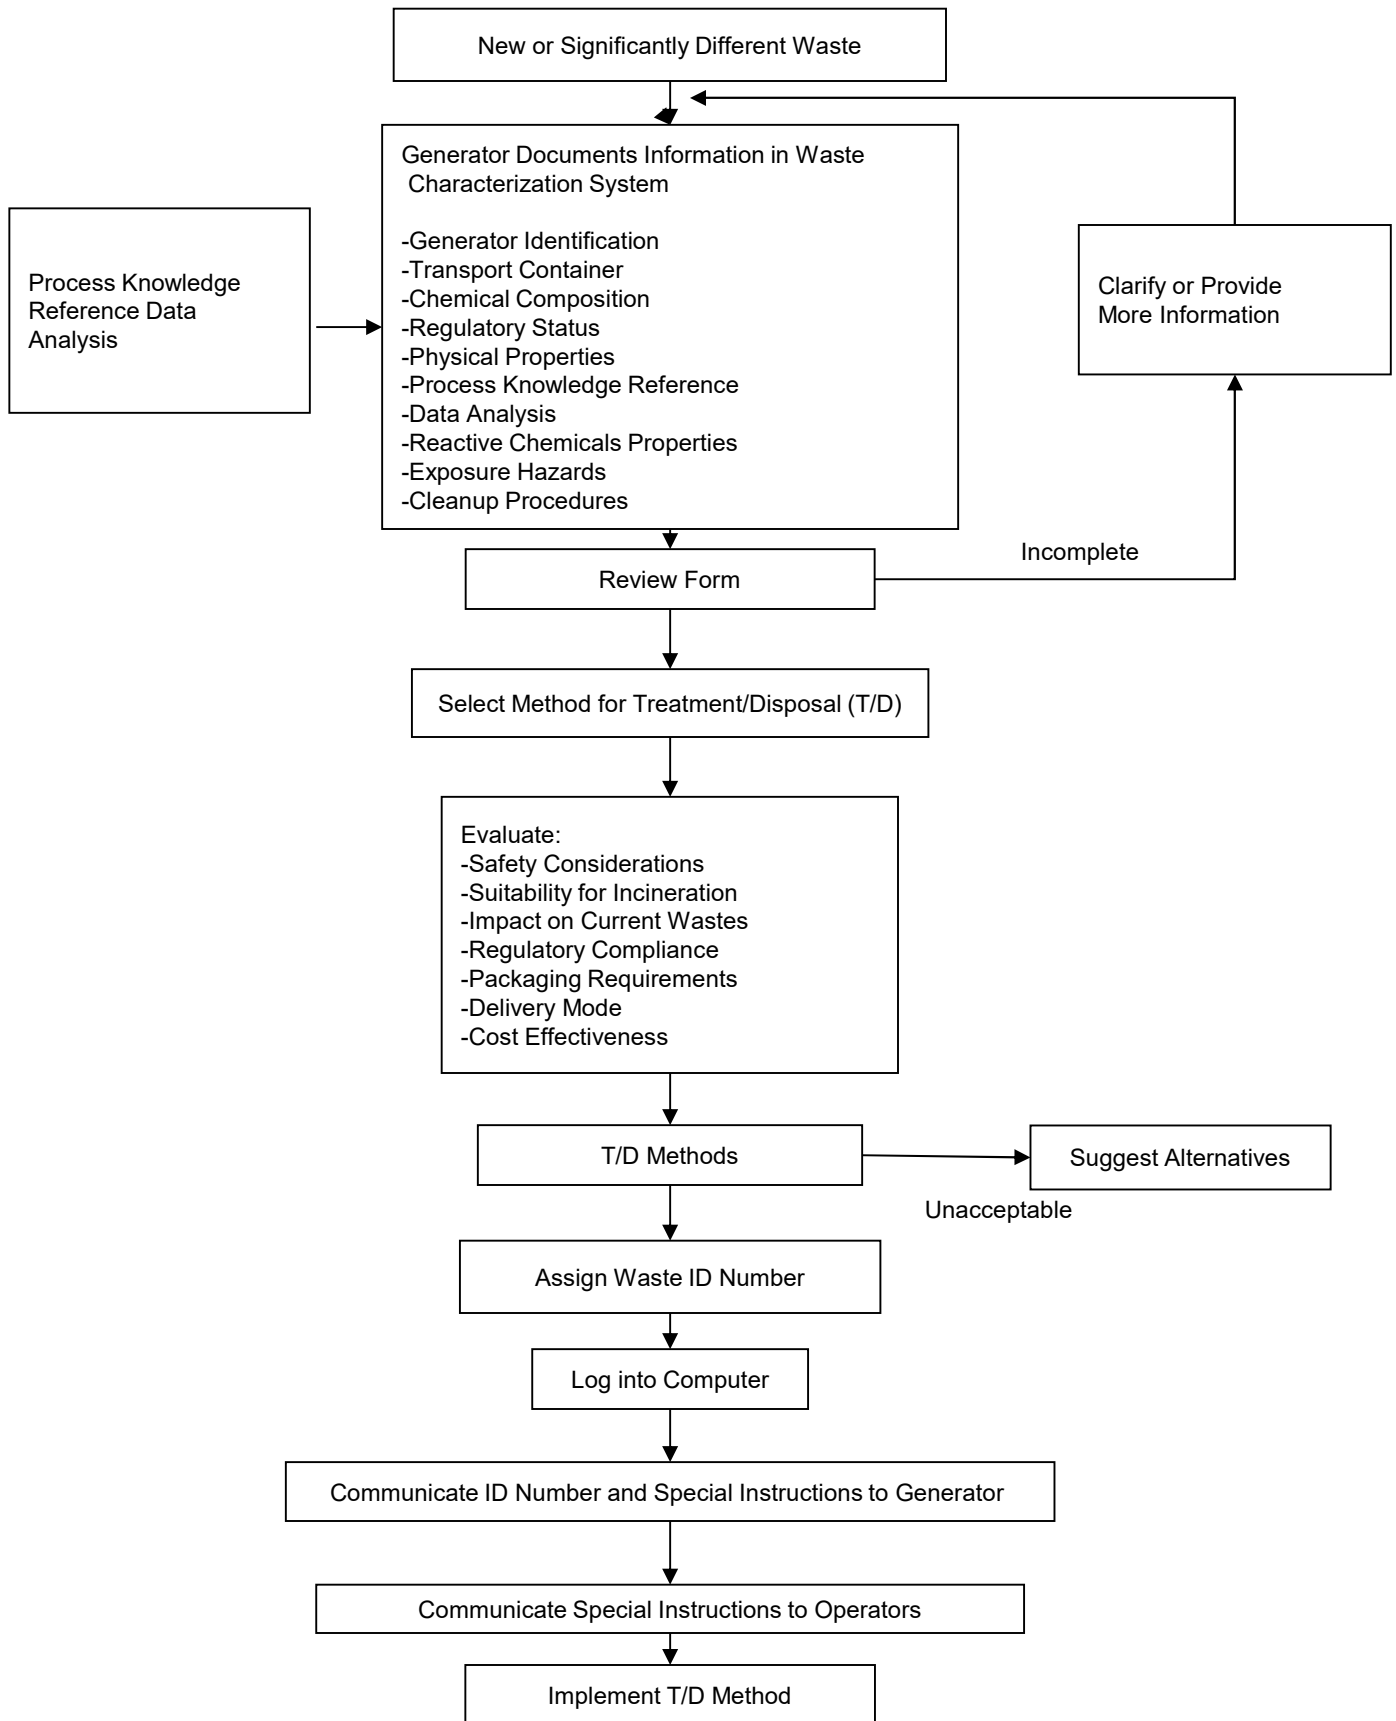 New or Significantly Different Waste
Generator Documents Information in Waste
Characterization System
-Generator Identification
-Transport Container
-Chemical Composition
-Regulatory Status
-Physical Properties
-Process Knowledge Reference
-Data Analysis
-Reactive Chemicals Properties
-Exposure Hazards
-Cleanup Procedures
Process Knowledge
Reference Data
Analysis
Clarify or Provide
More Information
Incomplete
Review Form
Select Method for Treatment/Disposal (T/D)
Evaluate:
-Safety Considerations
-Suitability for Incineration
-Impact on Current Wastes
-Regulatory Compliance
-Packaging Requirements
-Delivery Mode
-Cost Effectiveness
T/D Methods
Suggest Alternatives
Unacceptable
Assign Waste ID Number
Log into Computer
Communicate ID Number and Special Instructions to Generator
Communicate Special Instructions to Operators
Implement T/D Method